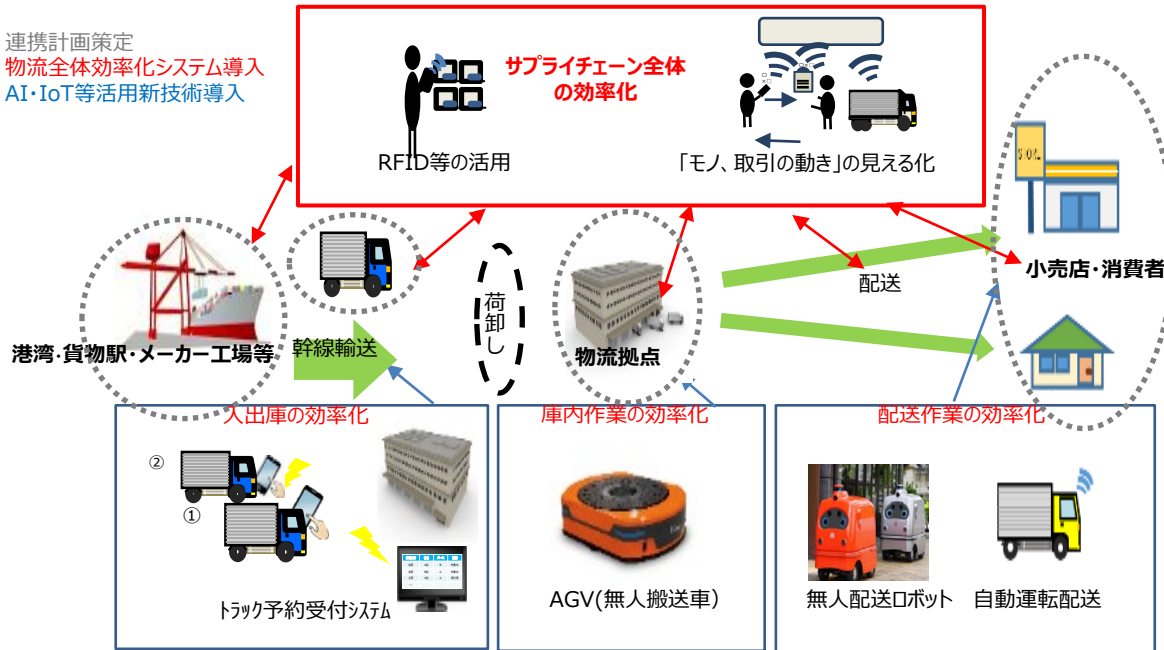 連携計画策定
物流全体効率化システム導入
AI・IoT等活用新技術導入
サプライチェーン全体
の効率化
RFID等の活用
「モノ、取引の動き」の見える化
港湾・貨物駅・メーカー工場等
幹線輸送
荷卸し
物流拠点
配送
小売店・消費者
入出庫の効率化
②
①
トラック予約受付システム
庫内作業の効率化
AGV(無人搬送車）
配送作業の効率化
無人配送ロボット
自動運転配送